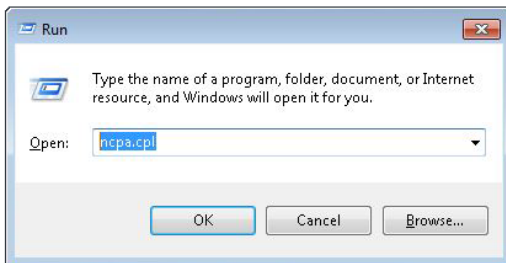 Run
Type the name of a program, folder, document, or Internet
resource, and Windows will open it for you.
Open: ncpa.cpl
OK Cancel Browse...